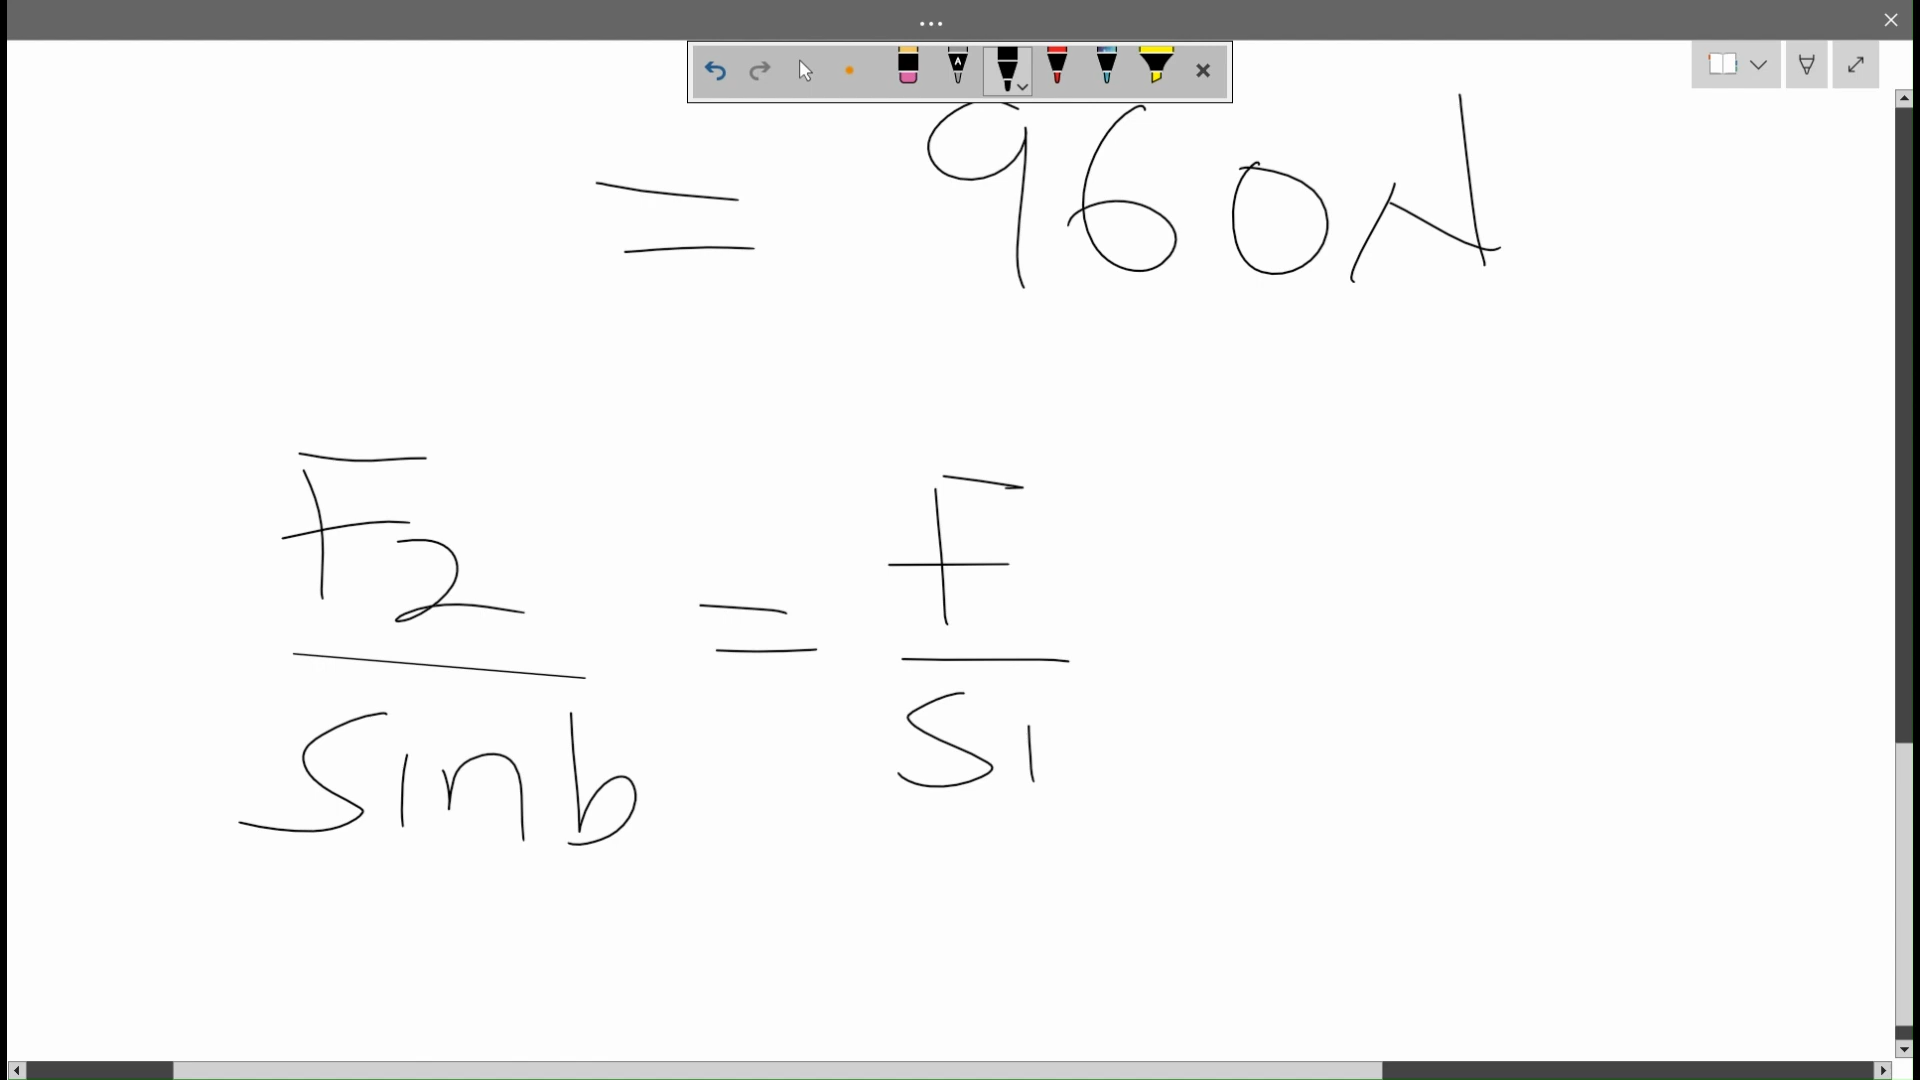 = 960N
F2 = F
Sinb Si